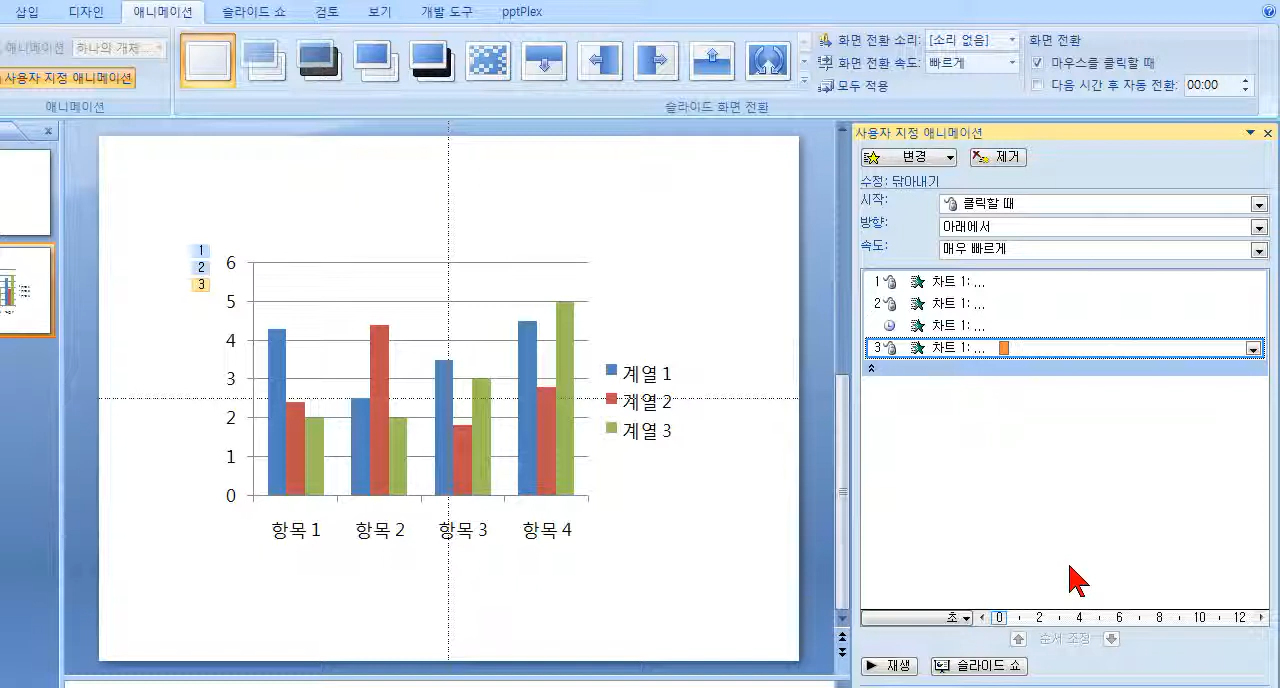 삽입 디자인 애니메이션 슬라이드 쇼 검토 보기 개발 도구 pptPlex
애니메이션 하나의 개체...
사용자 지정 애니메이션
애니메이션
화면 전환 소리: [소리 없음] 화면 전환
화면 전환 속도: 빠르게 마우스를 클릭할 때
모두 적용 다음 시간 후 자동 전환: 00:00
슬라이드 화면 전환
사용자 지정 애니메이션
변경 제거
수정: 닦아내기
시작: 클릭할 때
방향: 아래에서
속도: 매우 빠르게
1 차트 1: ...
2 차트 1: ...
차트 1: ...
3 차트 1: ...
초 0 2 4 6 8 10 12
순서 조정
재생 슬라이드 쇼
1
2
3
6
5
4
3
2
1
0
항목 1 항목 2 항목 3 항목 4
계열 1
계열 2
계열 3